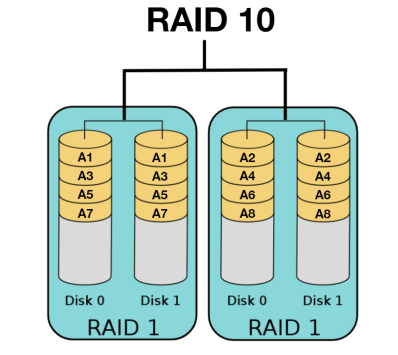 RAID 10
A1 A1 A2 A2
A3 A3 A4 A4
A5 A5 A6 A6
A7 A7 A8 A8
Disk 0 Disk 1 Disk 0 Disk 1
RAID 1 RAID 1